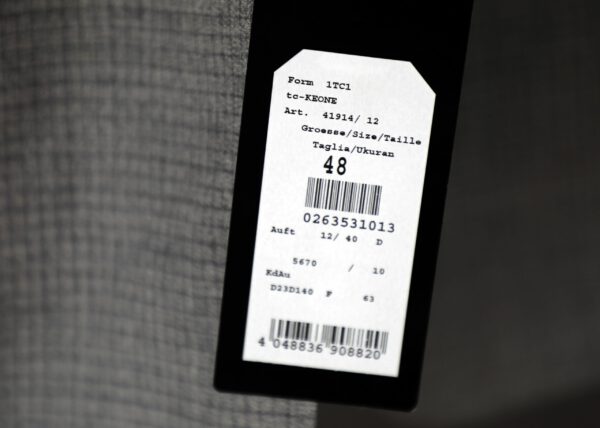 Form 1TC1
tc-KEONE
Art. 41914/ 12
Groesse/Size/Taille
Taglia/Ukuran
48
0263531013
Auft 12/ 40 D
5670 / 10
KdAu
D23D140 F 63
4 048836 908820